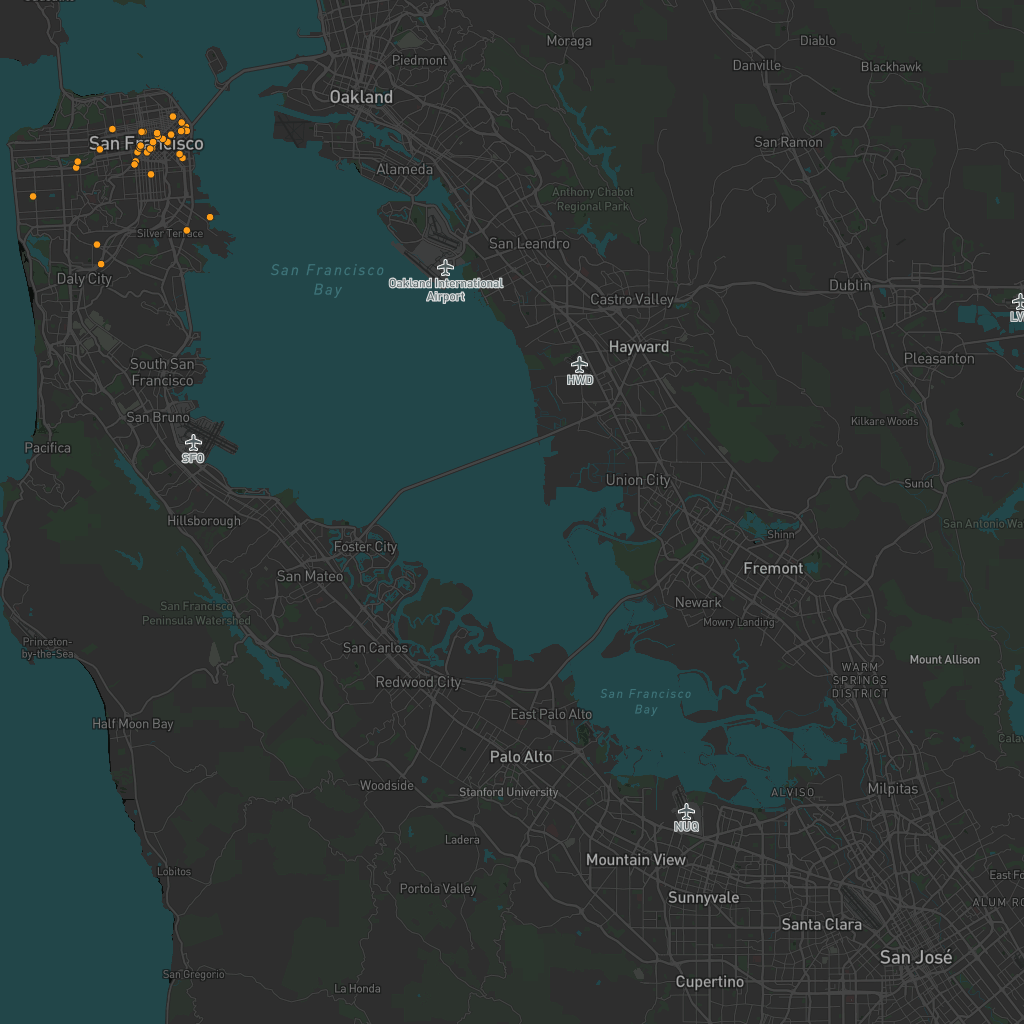 Moraga
Diablo
Piedmont
Danville
Blackhawk
Oakland
San Francisco
San Ramon
Alameda
Anthony Chabot
Regional Park
Silver Terrace
San Leandro
San Francisco
Bay
Daly City
Oakland International
Airport
Dublin
Castro Valley
LV
Hayward
Pleasanton
South San
Francisco
HWD
San Bruno
Kilkare Woods
Pacifica
SFO
Union City
Sunol
Hillsborough
San Antonio Wa
Shinn
Foster City
San Mateo
Fremont
San Francisco
Peninsula Watershed
Newark
Mowry Landing
Princeton-
by-the-Sea
San Carlos
Mount Allison
WARM
SPRINGS
DISTRICT
Redwood City
San Francisco
Bay
East Palo Alto
Half Moon Bay
Calav
Palo Alto
Woodside
Stanford University
ALVISO
Milpitas
NUQ
Ladera
Mountain View
Lobitos
East Fo
Portola Valley
Sunnyvale
ALUM RO
Santa Clara
San José
San Gregorio
La Honda
Cupertino